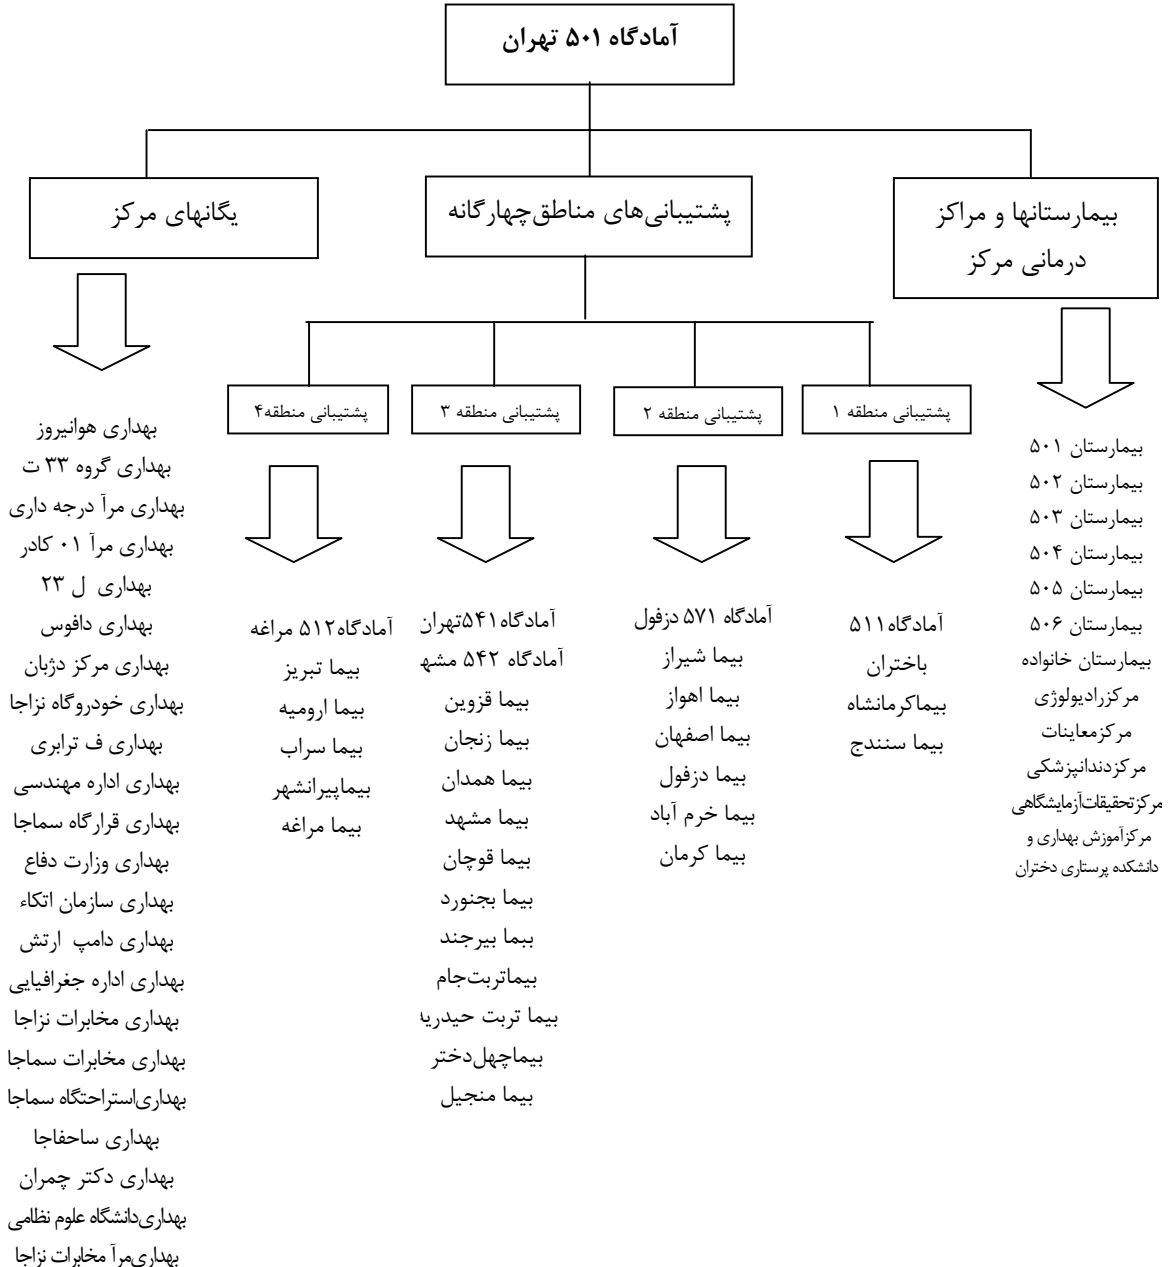 آمادگاه ۵۰۱ تهران
بیمارستانها و مراکز
درمانی مرکز
پشتیبانی‌های مناطق‌چهارگانه
یگانهای مرکز
پشتیبانی منطقه ۱
پشتیبانی منطقه ۲
پشتیبانی منطقه ۳
پشتیبانی منطقه۴
بیمارستان ۵۰۱
بیمارستان ۵۰۲
بیمارستان ۵۰۳
بیمارستان ۵۰۴
بیمارستان ۵۰۵
بیمارستان ۵۰۶
بیمارستان خانواده
مرکزرادیولوژی
مرکزمعاینات
مرکزدندانپزشکی
مرکزتحقیقات‌آزمایشگاهی
مرکزآموزش بهداری و
دانشکده پرستاری دختران
آمادگاه۵۱۱
باختران
بیماکرمانشاه
بیما سنندج
آمادگاه ۵۷۱ دزفول
بیما شیراز
بیما اهواز
بیما اصفهان
بیما دزفول
بیما خرم آباد
بیما کرمان
آمادگاه۵۴۱تهران
آمادگاه ۵۴۲ مشه
بیما قزوین
بیما زنجان
بیما همدان
بیما مشهد
بیما قوچان
بیما بجنورد
ببما بیرجند
بیماتربت‌جام
بیما تربت حیدریه
بیماچهل‌دختر
بیما منجیل
آمادگاه۵۱۲ مراغه
بیما تبریز
بیما ارومیه
بیما سراب
بیماپیرانشهر
بیما مراغه
بهداری هوانیروز
بهداری گروه ۳۳ ت
بهداری مرآ درجه داری
بهداری مرآ ۰۱ کادر
بهداری ل ۲۳
بهداری دافوس
بهداری مرکز دژبان
بهداری خودروگاه نزاجا
بهداری ف ترابری
بهداری اداره مهندسی
بهداری قرارگاه سماجا
بهداری وزارت دفاع
بهداری سازمان اتکاء
بهداری دامپ ارتش
بهداری اداره جغرافیایی
بهداری مخابرات نزاجا
بهداری مخابرات سماجا
بهداری‌استراحتگاه سماجا
بهداری ساحفاجا
بهداری دکتر چمران
بهداری‌دانشگاه علوم نظامی
بهداری‌مرآ مخابرات نزاجا